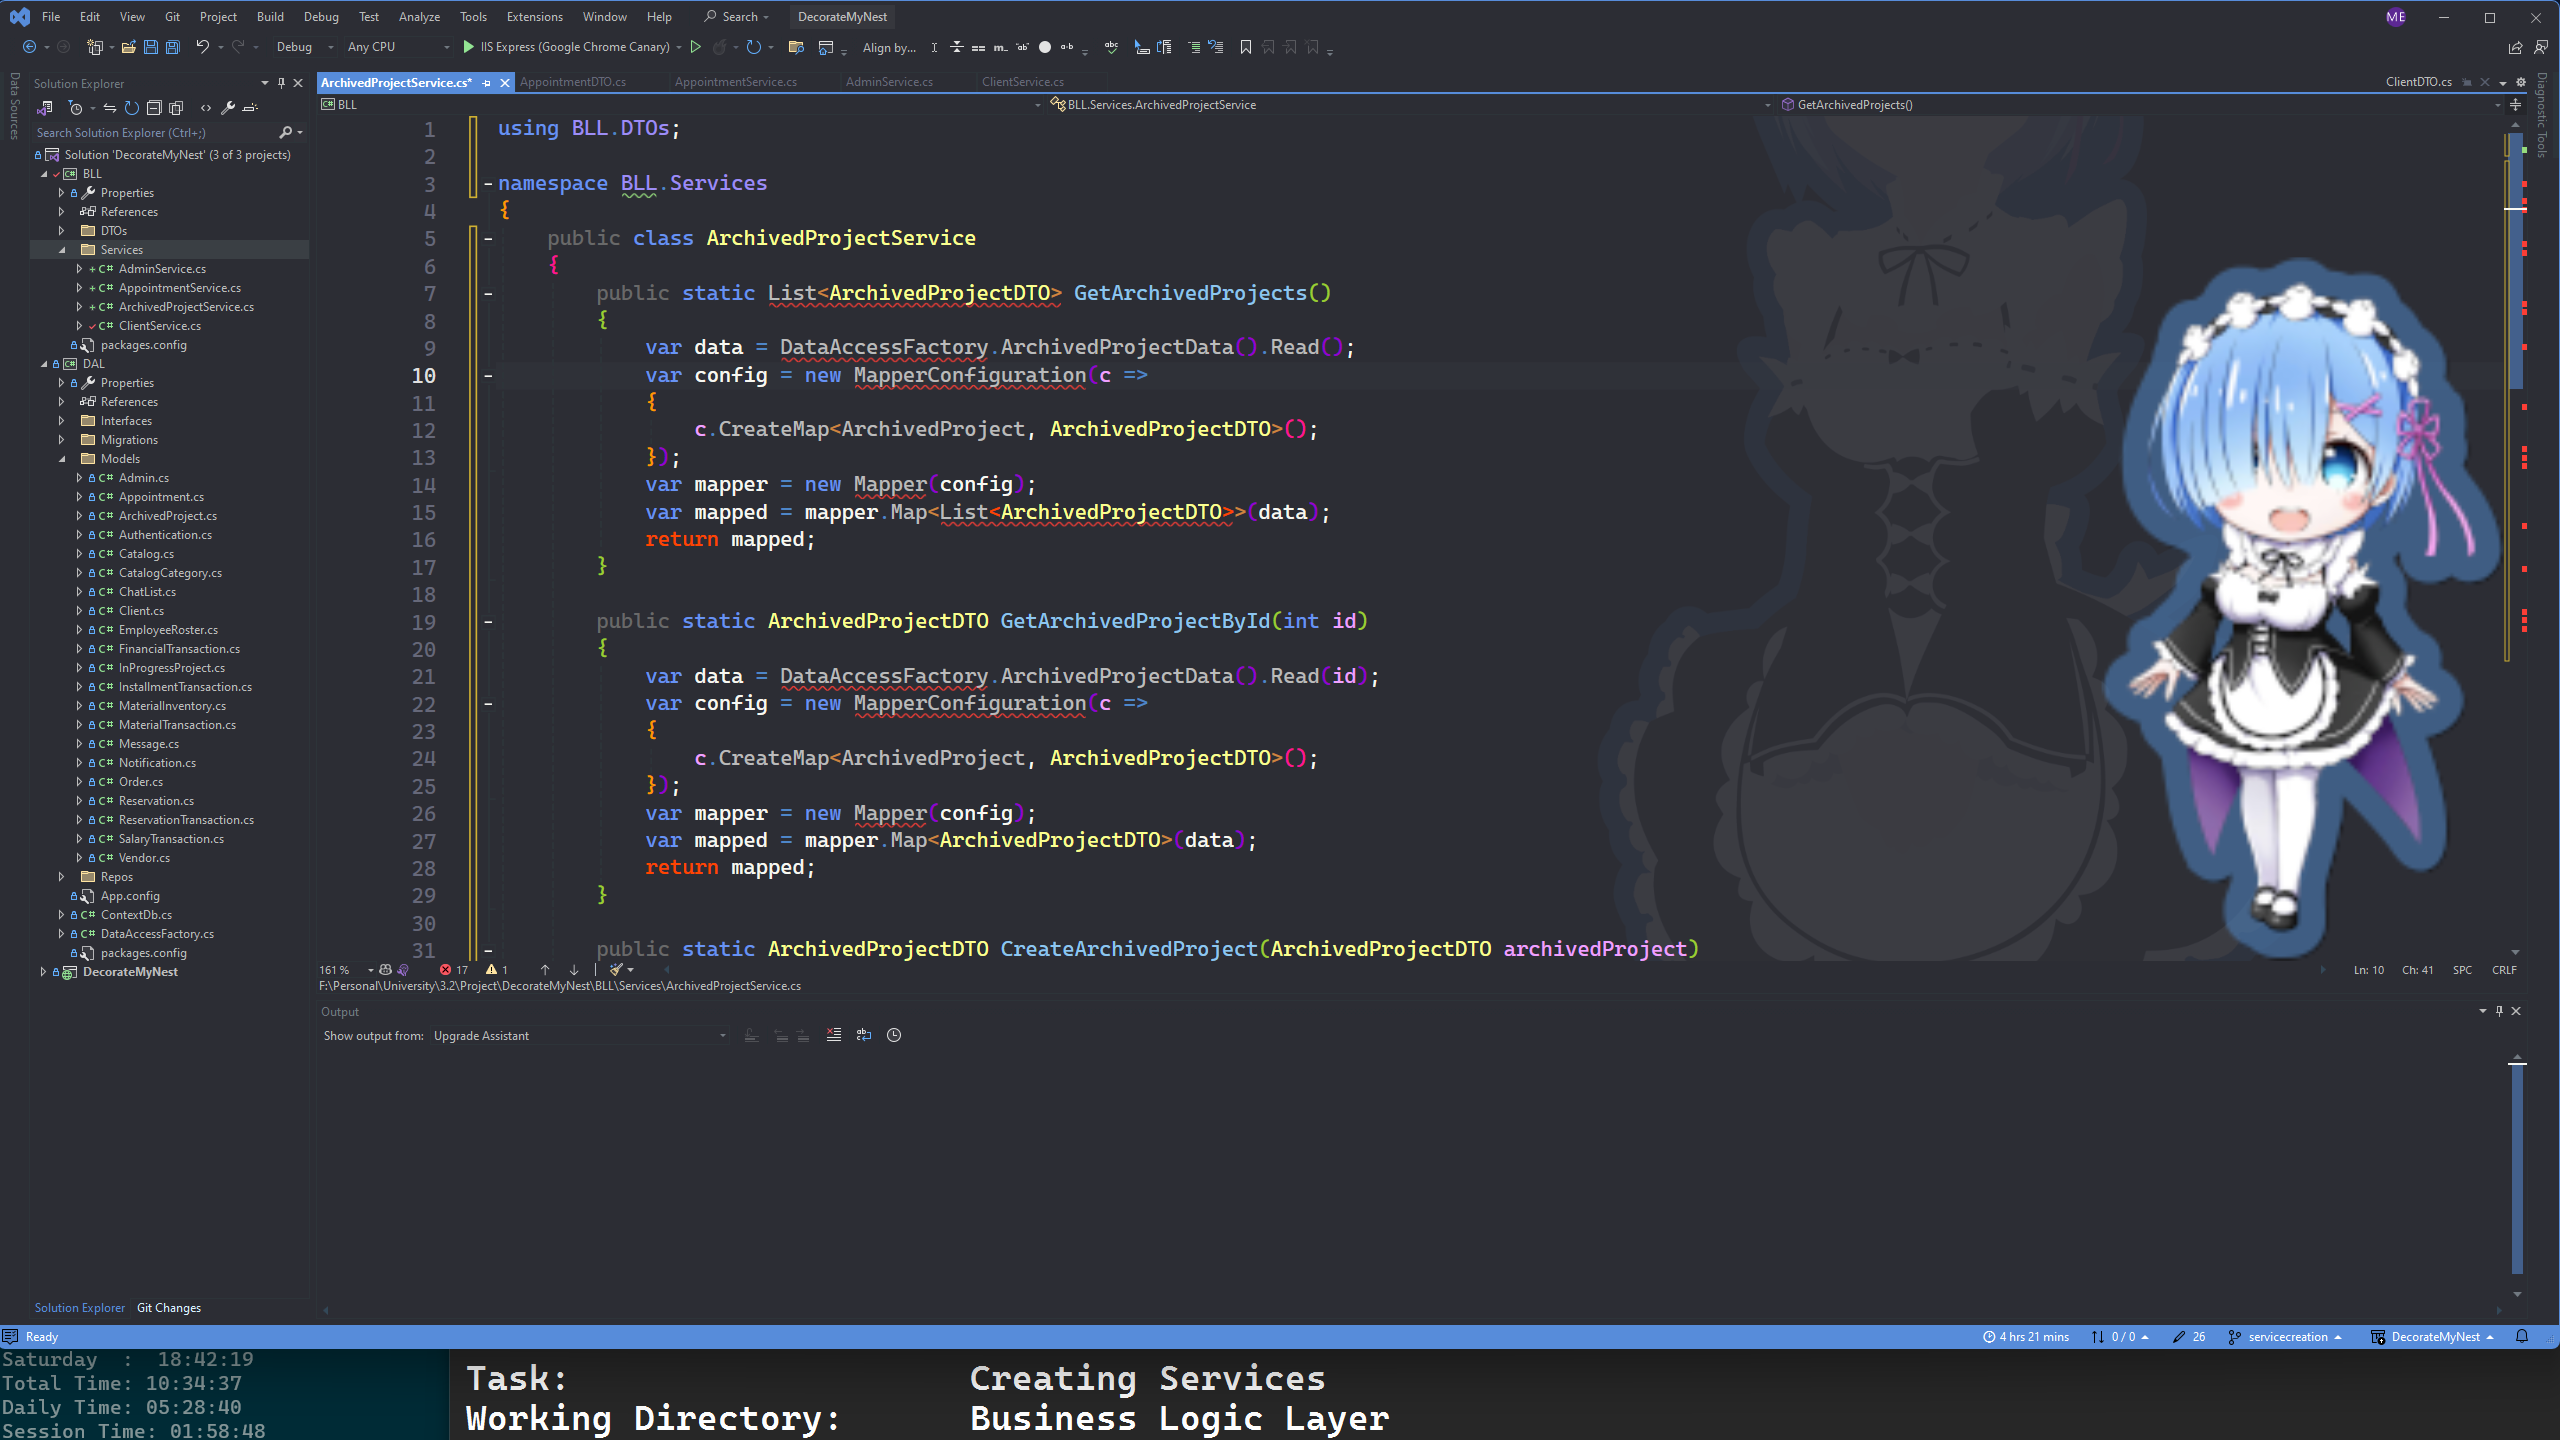 File Edit View Git Project Build Debug Test Analyze Tools Extensions Window Help Search DecorateMyNest ME
Debug Any CPU IIS Express (Google Chrome Canary) Align by...
Data Sources
Solution Explorer
Search Solution Explorer (Ctrl+;)
Solution 'DecorateMyNest' (3 of 3 projects)
BLL
Properties
References
DTOs
Services
C# AdminService.cs
C# AppointmentService.cs
C# ArchivedProjectService.cs
C# ClientService.cs
packages.config
DAL
Properties
References
Interfaces
Migrations
Models
C# Admin.cs
C# Appointment.cs
C# ArchivedProject.cs
C# Authentication.cs
C# Catalog.cs
C# CatalogCategory.cs
C# ChatList.cs
C# Client.cs
C# EmployeeRoster.cs
C# FinancialTransaction.cs
C# InProgressProject.cs
C# InstallmentTransaction.cs
C# MaterialInventory.cs
C# MaterialTransaction.cs
C# Message.cs
C# Notification.cs
C# Order.cs
C# Reservation.cs
C# ReservationTransaction.cs
C# SalaryTransaction.cs
C# Vendor.cs
Repos
App.config
C# ContextDb.cs
C# DataAccessFactory.cs
packages.config
DecorateMyNest
Solution Explorer Git Changes
ArchivedProjectService.cs* AppointmentDTO.cs AppointmentService.cs AdminService.cs ClientService.cs ClientDTO.cs
BLL BLL.Services.ArchivedProjectService GetArchivedProjects()
Diagnostic Tools
1 using BLL.DTOs;
2
3 namespace BLL.Services
4 {
5 public class ArchivedProjectService
6 {
7 public static List<ArchivedProjectDTO> GetArchivedProjects()
8 {
9 var data = DataAccessFactory.ArchivedProjectData().Read();
10 var config = new MapperConfiguration(c =>
11 {
12 c.CreateMap<ArchivedProject, ArchivedProjectDTO>();
13 });
14 var mapper = new Mapper(config);
15 var mapped = mapper.Map<List<ArchivedProjectDTO>>(data);
16 return mapped;
17 }
18
19 public static ArchivedProjectDTO GetArchivedProjectById(int id)
20 {
21 var data = DataAccessFactory.ArchivedProjectData().Read(id);
22 var config = new MapperConfiguration(c =>
23 {
24 c.CreateMap<ArchivedProject, ArchivedProjectDTO>();
25 });
26 var mapper = new Mapper(config);
27 var mapped = mapper.Map<ArchivedProjectDTO>(data);
28 return mapped;
29 }
30
31 public static ArchivedProjectDTO CreateArchivedProject(ArchivedProjectDTO archivedProject)
161 % 17 1 Ln: 10 Ch: 41 SPC CRLF
F:\Personal\University\3.2\Project\DecorateMyNest\BLL\Services\ArchivedProjectService.cs
Output
Show output from: Upgrade Assistant
Ready 4 hrs 21 mins 0 / 0 26 servicecreation DecorateMyNest
Saturday : 18:42:19
Total Time: 10:34:37
Daily Time: 05:28:40
Session Time: 01:58:48
Task: Creating Services
Working Directory: Business Logic Layer